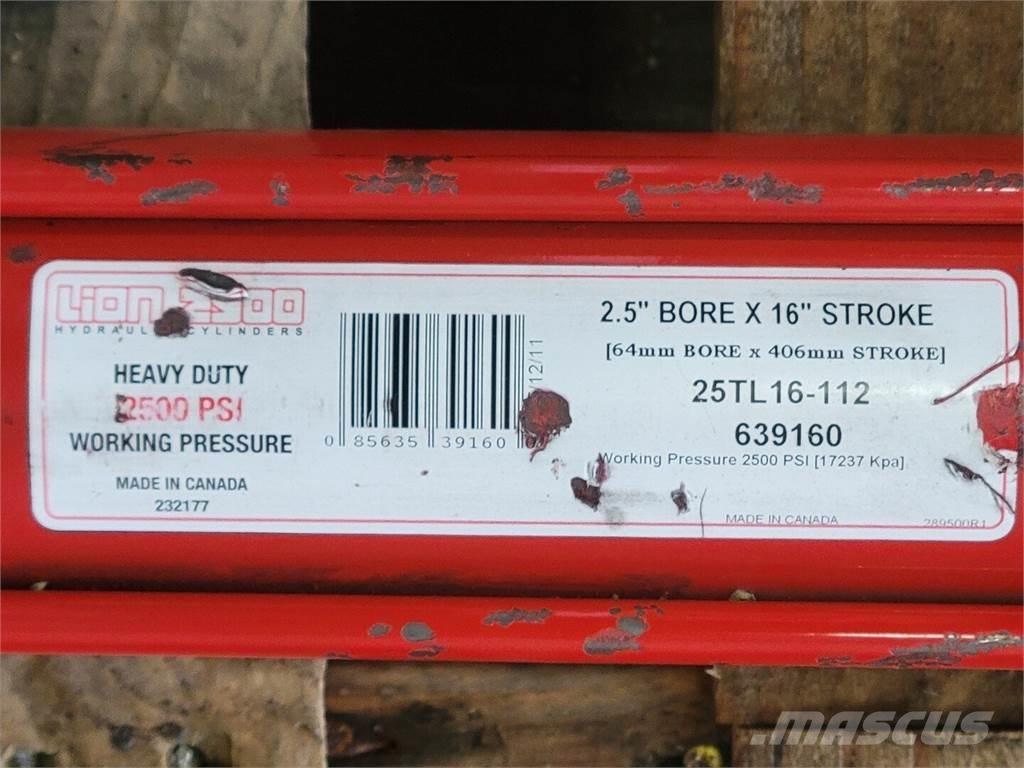 LION 2500
HYDRAULIC CYLINDERS
HEAVY DUTY
2500 PSI
WORKING PRESSURE
MADE IN CANADA
232177
0 85635 39160
/12/11
2.5" BORE X 16" STROKE
[64mm BORE x 406mm STROKE]
25TL16-112
639160
Working Pressure 2500 PSI [17237 Kpa]
MADE IN CANADA
289500R1
MASCUS